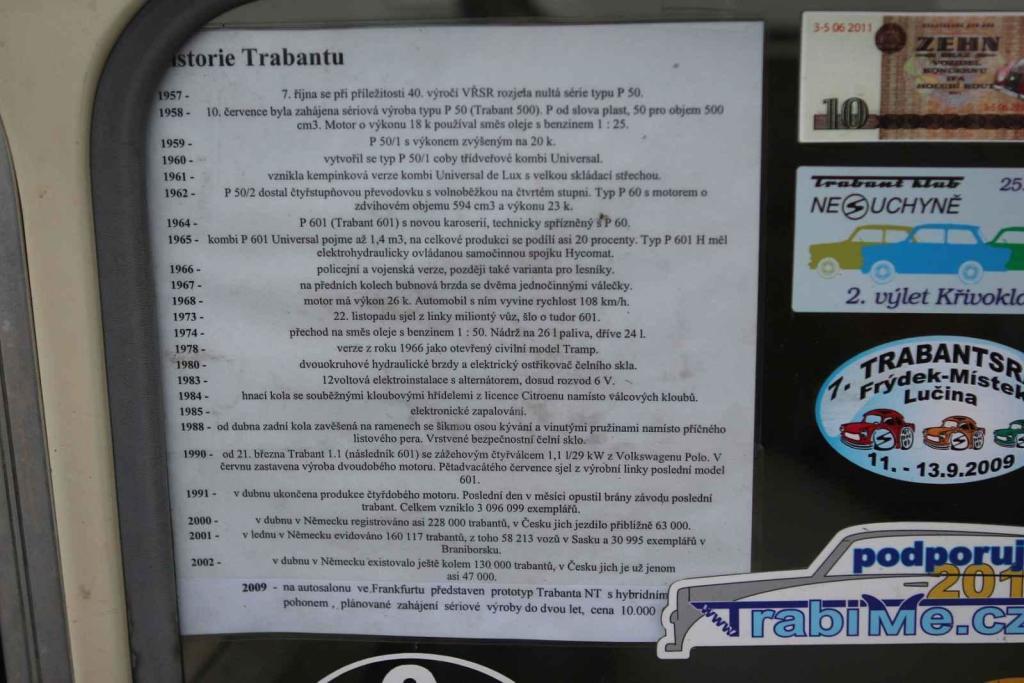 storie Trabantu
1957 - 7. října se při příležitosti 40. výročí VŘSR rozjela nultá série typu P 50.
1958 - 10. července byla zahájena sériová výroba typu P 50 (Trabant 500). P od slova plast, 50 pro objem 500
cm3. Motor o výkonu 18 k používal směs oleje s benzinem 1 : 25.
1959 - P 50/1 s výkonem zvýšeným na 20 k.
1960 - vytvořil se typ P 50/1 coby třídveřové kombi Universal.
1961 - vznikla kempinková verze kombi Universal de Lux s velkou skládací střechou.
1962 - P 50/2 dostal čtyřstupňovou převodovku s volnoběžkou na čtvrtém stupni. Typ P 60 s motorem o
zdvihovém objemu 594 cm3 a výkonu 23 k.
1964 - P 601 (Trabant 601) s novou karoserií, technicky spřízněný s P 60.
1965 - kombi P 601 Universal pojme až 1,4 m3, na celkové produkci se podílí asi 20 procenty. Typ P 601 H měl
elektrohydraulicky ovládanou samočinnou spojku Hycomat.
1966 - policejní a vojenská verze, později také varianta pro lesníky.
1967 - na předních kolech bubnová brzda se dvěma jednočinnými válečky.
1968 - motor má výkon 26 k. Automobil s ním vyvine rychlost 108 km/h.
1973 - 22. listopadu sjel z linky miliontý vůz, šlo o tudor 601.
1974 - přechod na směs oleje s benzinem 1 : 50. Nádrž na 26 l paliva, dříve 24 l.
1978 - verze z roku 1966 jako otevřený civilní model Tramp.
1980 - dvouokruhové hydraulické brzdy a elektrický ostřikovač čelního skla.
1983 - 12voltová elektroinstalace s alternátorem, dosud rozvod 6 V.
1984 - hnací kola se souběžnými kloubovými hřídelemi z licence Citroenu namísto válcových kloubů.
1985 - elektronické zapalování.
1988 - od dubna zadní kola zavěšená na ramenech se šikmou osou kývání a vinutými pružinami namísto příčného
listového pera. Vrstvené bezpečnostní čelní sklo.
1990 - od 21. března Trabant 1.1 (následník 601) se zážehovým čtyřválcem 1,1 l/29 kW z Volkswagenu Polo. V
červnu zastavena výroba dvoudobého motoru. Pětadvacátého července sjel z výrobní linky poslední model
601.
1991 - v dubnu ukončena produkce čtyřdobého motoru. Poslední den v měsíci opustil brány závodu poslední
trabant. Celkem vzniklo 3 096 099 exemplářů.
2000 - v dubnu v Německu registrováno asi 228 000 trabantů, v Česku jich jezdilo přibližně 63 000.
2001 - v lednu v Německu evidováno 160 117 trabantů, z toho 58 213 vozů v Sasku a 30 995 exemplářů v
Braniborsku.
2002 - v dubnu v Německu existovalo ještě kolem 130 000 trabantů, v Česku jich je už jenom
asi 47 000.
2009 - na autosalonu ve Frankfurtu představen prototyp Trabanta NT s hybridním
pohonem , plánované zahájení sériové výroby do dvou let, cena 10.000
3-5 06 2011
ZEHN
10
Trabant Klub 25.
NESUCHYNĚ
2. výlet Křivoklá
7. TRABANTSR
Frýdek-Místek
Lučina
11. - 13.9.2009
podporuj
201
TrabiMe.cz